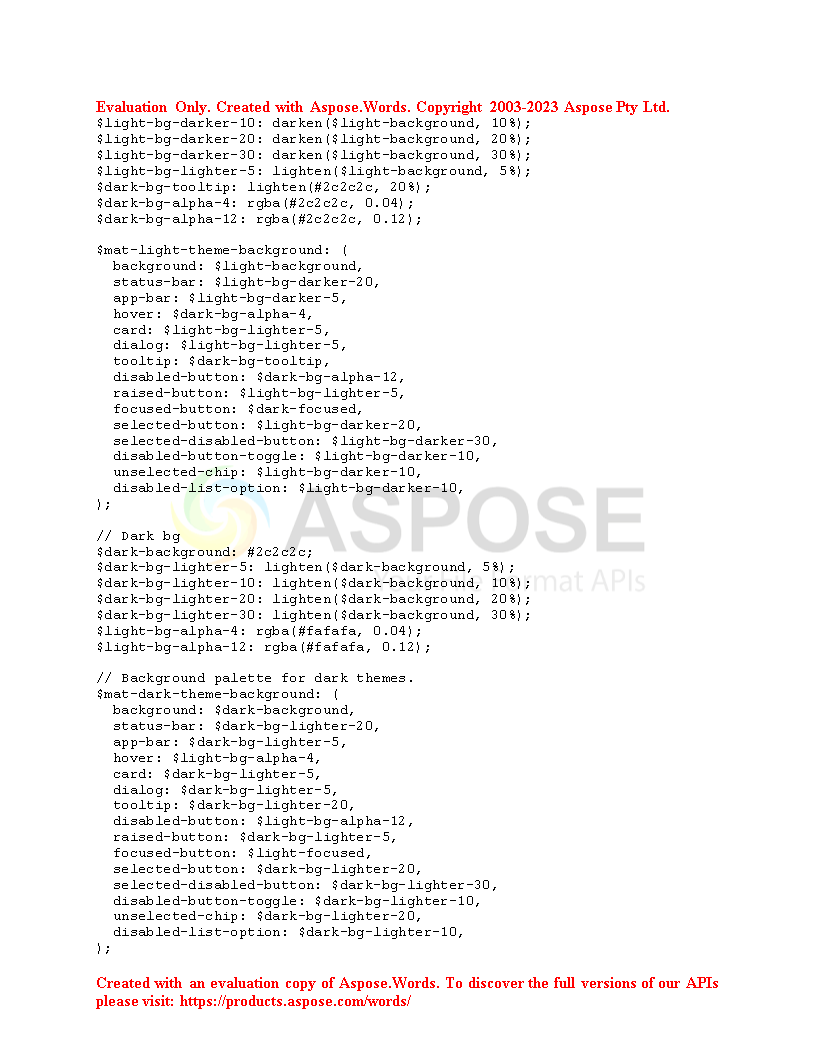 Evaluation Only. Created with Aspose.Words. Copyright 2003-2023 Aspose Pty Ltd.
$light-bg-darker-10: darken($light-background, 10%);
$light-bg-darker-20: darken($light-background, 20%);
$light-bg-darker-30: darken($light-background, 30%);
$light-bg-lighter-5: lighten($light-background, 5%);
$dark-bg-tooltip: lighten(#2c2c2c, 20%);
$dark-bg-alpha-4: rgba(#2c2c2c, 0.04);
$dark-bg-alpha-12: rgba(#2c2c2c, 0.12);

$mat-light-theme-background: (
  background: $light-background,
  status-bar: $light-bg-darker-20,
  app-bar: $light-bg-darker-5,
  hover: $dark-bg-alpha-4,
  card: $light-bg-lighter-5,
  dialog: $light-bg-lighter-5,
  tooltip: $dark-bg-tooltip,
  disabled-button: $dark-bg-alpha-12,
  raised-button: $light-bg-lighter-5,
  focused-button: $dark-focused,
  selected-button: $light-bg-darker-20,
  selected-disabled-button: $light-bg-darker-30,
  disabled-button-toggle: $light-bg-darker-10,
  unselected-chip: $light-bg-darker-10,
  disabled-list-option: $light-bg-darker-10,
);
ASPOSE

// Dark bg
$dark-background: #2c2c2c;
$dark-bg-lighter-5: lighten($dark-background, 5%);
$dark-bg-lighter-10: lighten($dark-background, 10%);
APIs
$dark-bg-lighter-20: lighten($dark-background, 20%);
$dark-bg-lighter-30: lighten($dark-background, 30%);
$light-bg-alpha-4: rgba(#fafafa, 0.04);
$light-bg-alpha-12: rgba(#fafafa, 0.12);

// Background palette for dark themes.
$mat-dark-theme-background: (
  background: $dark-background,
  status-bar: $dark-bg-lighter-20,
  app-bar: $dark-bg-lighter-5,
  hover: $light-bg-alpha-4,
  card: $dark-bg-lighter-5,
  dialog: $dark-bg-lighter-5,
  tooltip: $dark-bg-lighter-20,
  disabled-button: $light-bg-alpha-12,
  raised-button: $dark-bg-lighter-5,
  focused-button: $light-focused,
  selected-button: $dark-bg-lighter-20,
  selected-disabled-button: $dark-bg-lighter-30,
  disabled-button-toggle: $dark-bg-lighter-10,
  unselected-chip: $dark-bg-lighter-20,
  disabled-list-option: $dark-bg-lighter-10,
);

Created with an evaluation copy of Aspose.Words. To discover the full versions of our APIs
please visit: https://products.aspose.com/words/